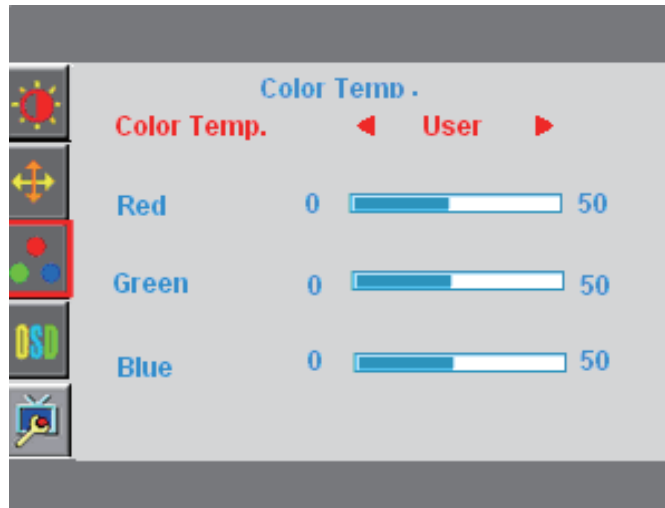 Color Temp .
Color Temp. User
Red 0 50
Green 0 50
OSD
Blue 0 50